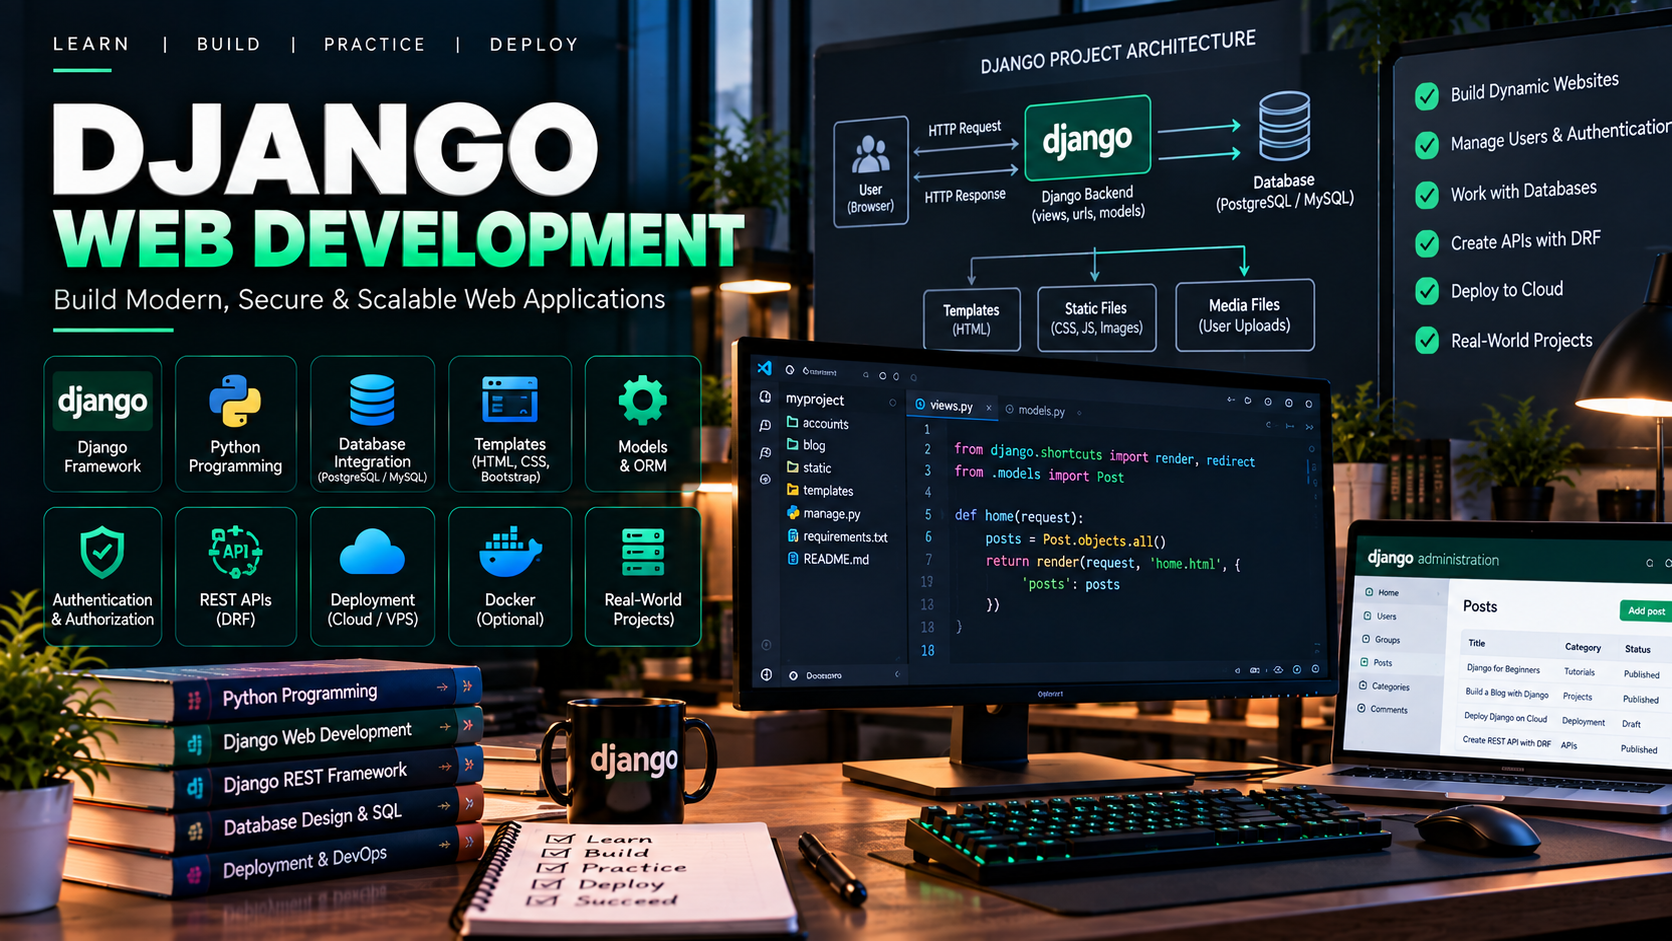 LEARN | BUILD | PRACTICE | DEPLOY
DJANGO
WEB DEVELOPMENT
Build Modern, Secure & Scalable Web Applications
django
Django
Framework
Python
Programming
Database
Integration
(PostgreSQL / MySQL)
Templates
(HTML, CSS,
Bootstrap)
Models
& ORM
Authentication
& Authorization
API
REST APIs
(DRF)
Deployment
(Cloud / VPS)
Docker
(Optional)
Real-World
Projects)
DJANGO PROJECT ARCHITECTURE
User
(Browser)
HTTP Request
HTTP Response
django
Django Backend
(views, urls, models)
Database
(PostgreSQL / MySQL)
Templates
(HTML)
Static Files
(CSS, JS, Images)
Media Files
(User Uploads)
Build Dynamic Websites
Manage Users & Authentication
Work with Databases
Create APIs with DRF
Deploy to Cloud
Real-World Projects
myproject
accounts
blog
static
templates
manage.py
requirements.txt
README.md
views.py ×
models.py
1
2 from django.shortcuts import render, redirect
3 from .models import Post
4
5 def home(request):
6 posts = Post.objects.all()
7 return render(request, 'home.html', {
'posts': posts
13 })
18 }
18
django administration
Home
Users
Groups
Posts
Categories
Comments
Posts
Add post
Title Category Status
Django for Beginners Tutorials Published
Build a Blog with Django Projects Published
Deploy Django on Cloud Deployment Draft
Create REST API with DRF APIs Published
Python Programming
dj Django Web Development
dj Django REST Framework
Database Design & SQL
Deployment & DevOps
django
Learn
Build
Practice
Deploy
Succeed